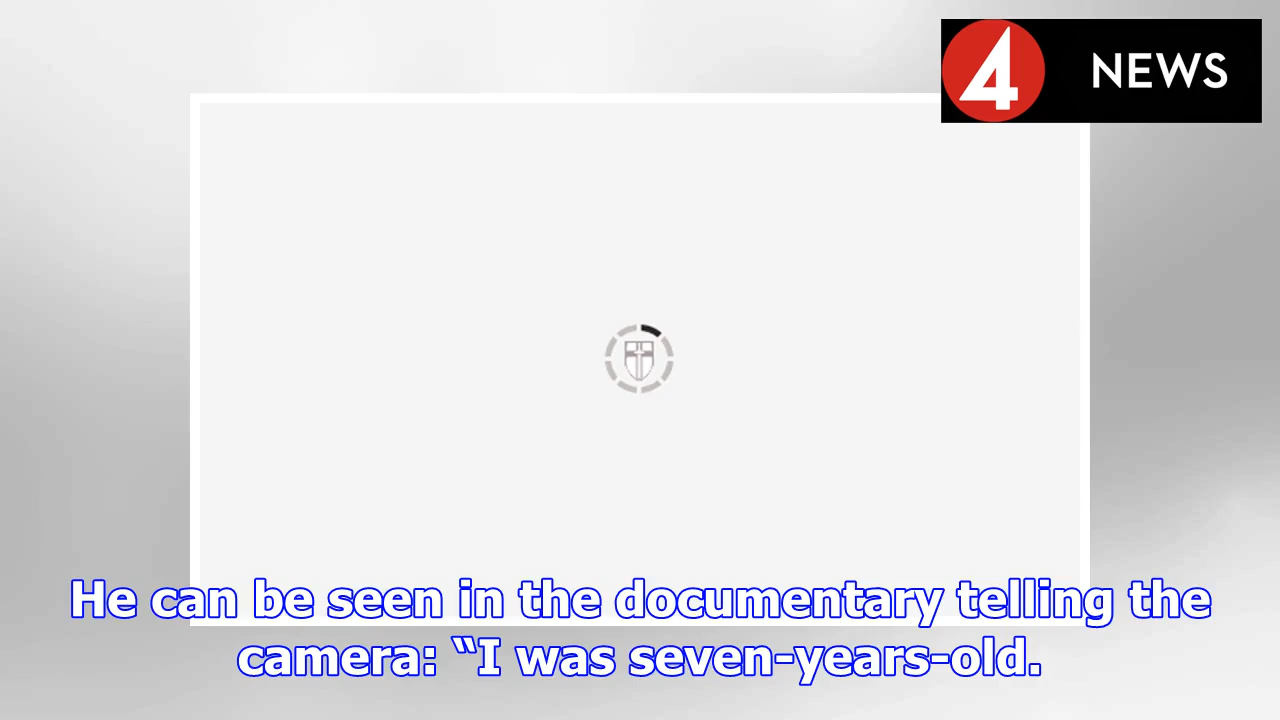 4 NEWS
He can be seen in the documentary telling the
camera: “I was seven-years-old.